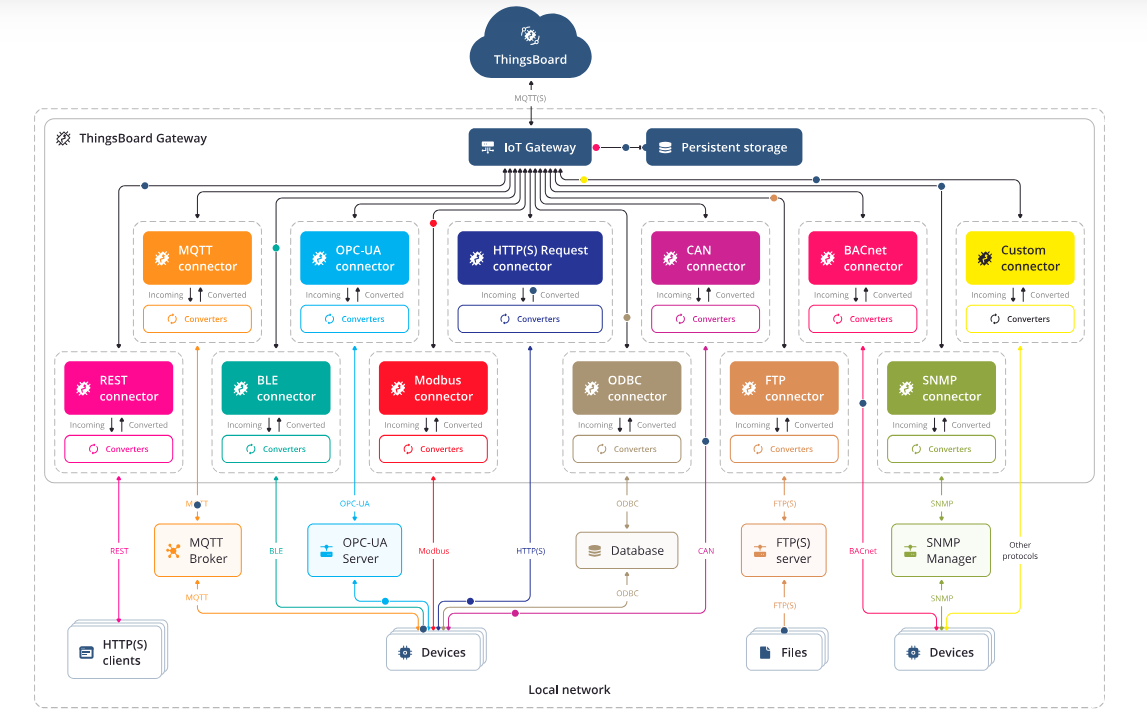 ThingsBoard
MQTT(S)
ThingsBoard Gateway
IoT Gateway
Persistent storage
MQTT
connector
Incoming
Converted
Converters
OPC-UA
connector
Incoming
Converted
Converters
HTTP(S) Request
connector
Incoming
Converted
Converters
CAN
connector
Incoming
Converted
Converters
BACnet
connector
Incoming
Converted
Converters
Custom
connector
Incoming
Converted
Converters
REST
connector
Incoming
Converted
Converters
BLE
connector
Incoming
Converted
Converters
Modbus
connector
Incoming
Converted
Converters
ODBC
connector
Incoming
Converted
Converters
FTP
connector
Incoming
Converted
Converters
SNMP
connector
Incoming
Converted
Converters
OPC-UA
ODBC
FTP(S)
SNMP
REST
MQTT
Broker
BLE
OPC-UA
Server
Modbus
HTTP(S)
Database
CAN
FTP(S)
server
BACnet
SNMP
Manager
Other
protocols
MQTT
ODBC
FTP(S)
SNMP
HTTP(S)
clients
Devices
Files
Devices
Local network